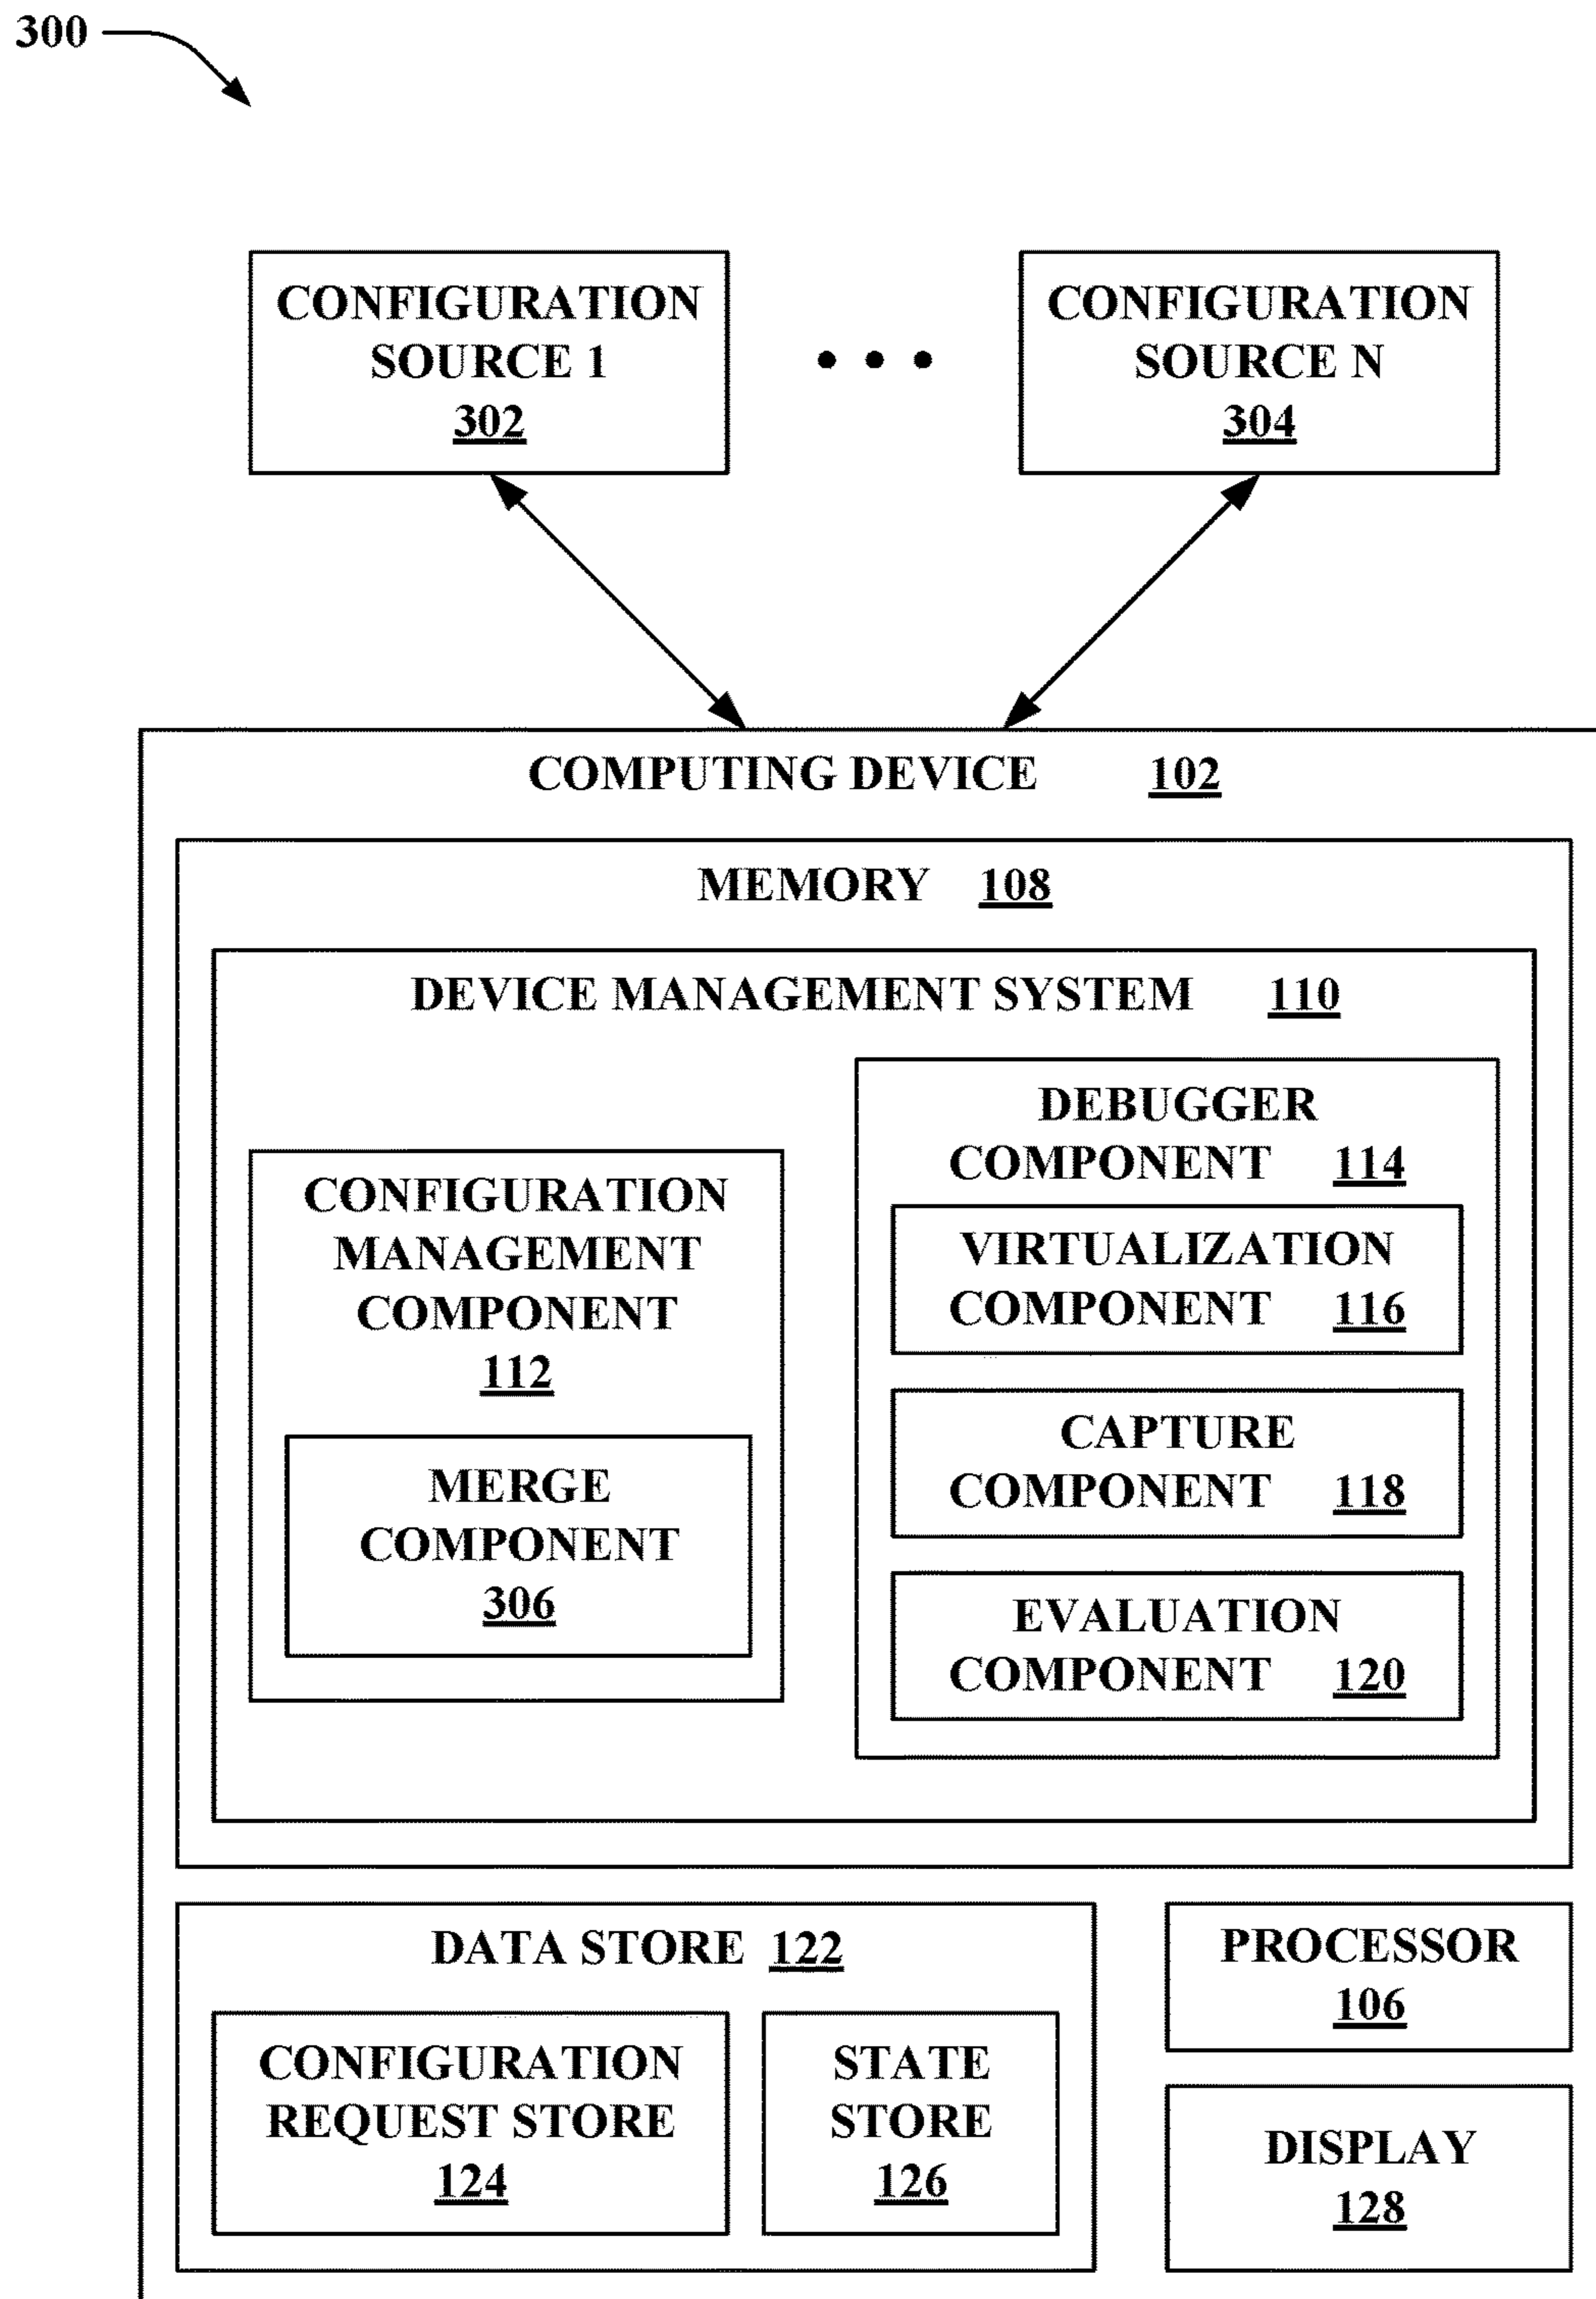 300
CONFIGURATION
SOURCE 1
302
• • •
CONFIGURATION
SOURCE N
304
COMPUTING DEVICE 102
MEMORY 108
DEVICE MANAGEMENT SYSTEM 110
CONFIGURATION
MANAGEMENT
COMPONENT
112
MERGE
COMPONENT
306
DEBUGGER
COMPONENT 114
VIRTUALIZATION
COMPONENT 116
CAPTURE
COMPONENT 118
EVALUATION
COMPONENT 120
DATA STORE 122
CONFIGURATION
REQUEST STORE
124
STATE
STORE
126
PROCESSOR
106
DISPLAY
128